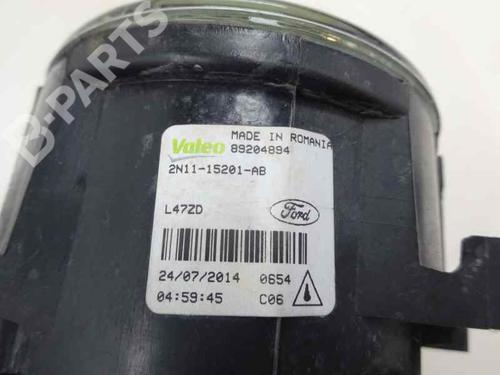 B-PARTS
Valeo MADE IN ROMANIA
89204894
2N11-15201-AB
L47ZD Ford
24/07/2014 0654
04:59:45 C06